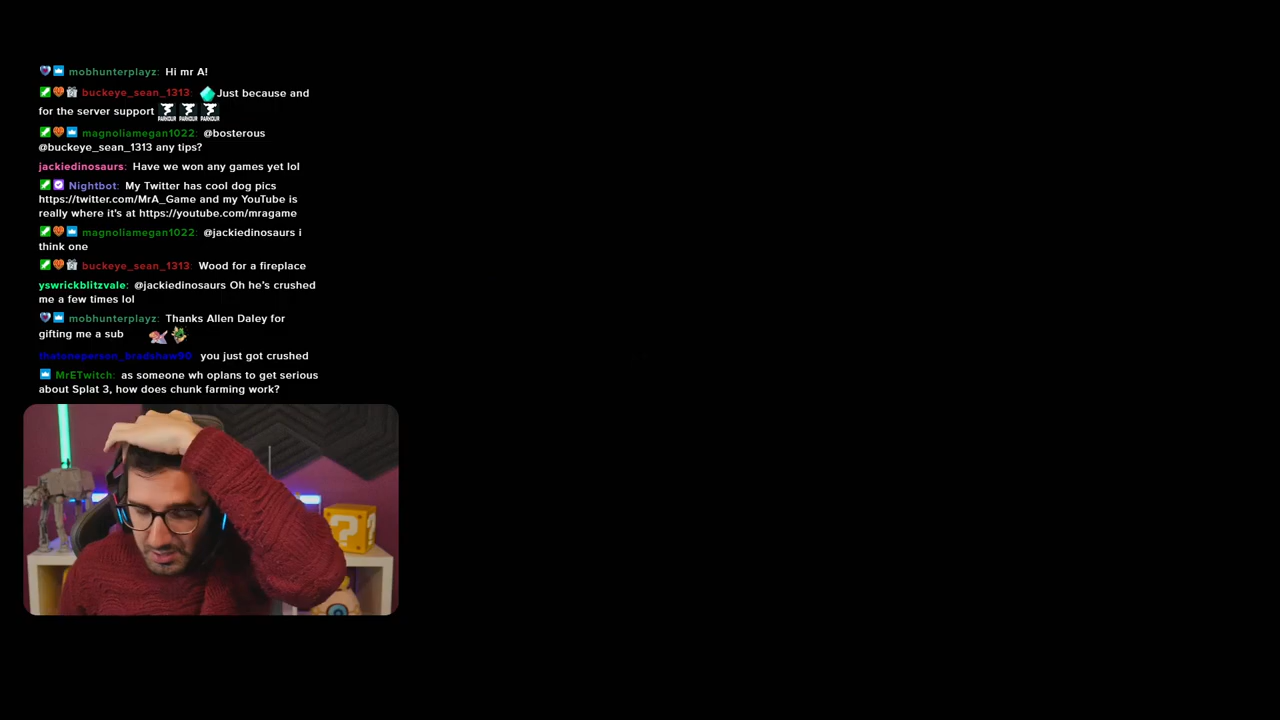 mobhunterplayz: Hi mr A!
buckeye_sean_1313: Just because and
for the server support PARKOUR PARKOUR PARKOUR
magnoliamegan1022: @bosterous
@buckeye_sean_1313 any tips?
jackiedinosaurs: Have we won any games yet lol
Nightbot: My Twitter has cool dog pics
https://twitter.com/MrA_Game and my YouTube is
really where it's at https://youtube.com/mragame
magnoliamegan1022: @jackiedinosaurs i
think one
buckeye_sean_1313: Wood for a fireplace
yswrickblitzvale: @jackiedinosaurs Oh he's crushed
me a few times lol
mobhunterplayz: Thanks Allen Daley for
gifting me a sub
thatoneperson_bradshaw90: you just got crushed
MrETwitch: as someone wh oplans to get serious
about Splat 3, how does chunk farming work?
?